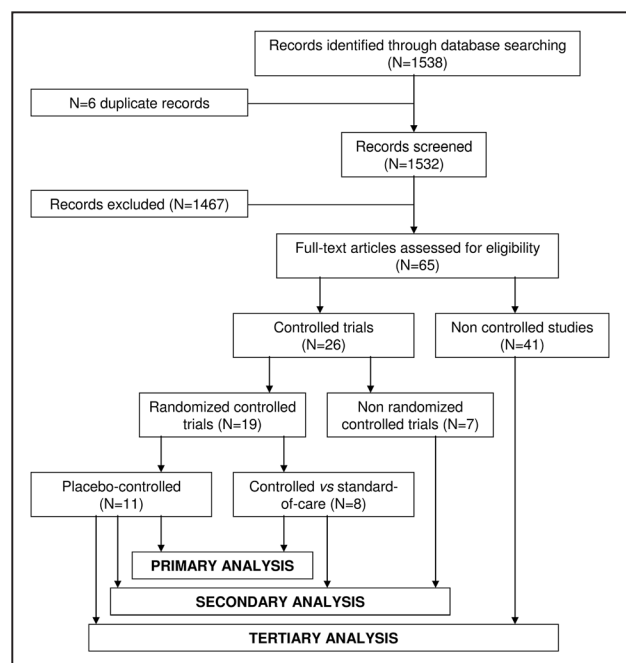 Records identified through database searching
(N=1538)
N=6 duplicate records
Records screened
(N=1532)
Records excluded (N=1467)
Full-text articles assessed for eligibility
(N=65)
Controlled trials
(N=26)
Non controlled studies
(N=41)
Randomized controlled
trials (N=19)
Non randomized
controlled trials (N=7)
Placebo-controlled
(N=11)
Controlled vs standard-
of-care (N=8)
PRIMARY ANALYSIS
SECONDARY ANALYSIS
TERTIARY ANALYSIS